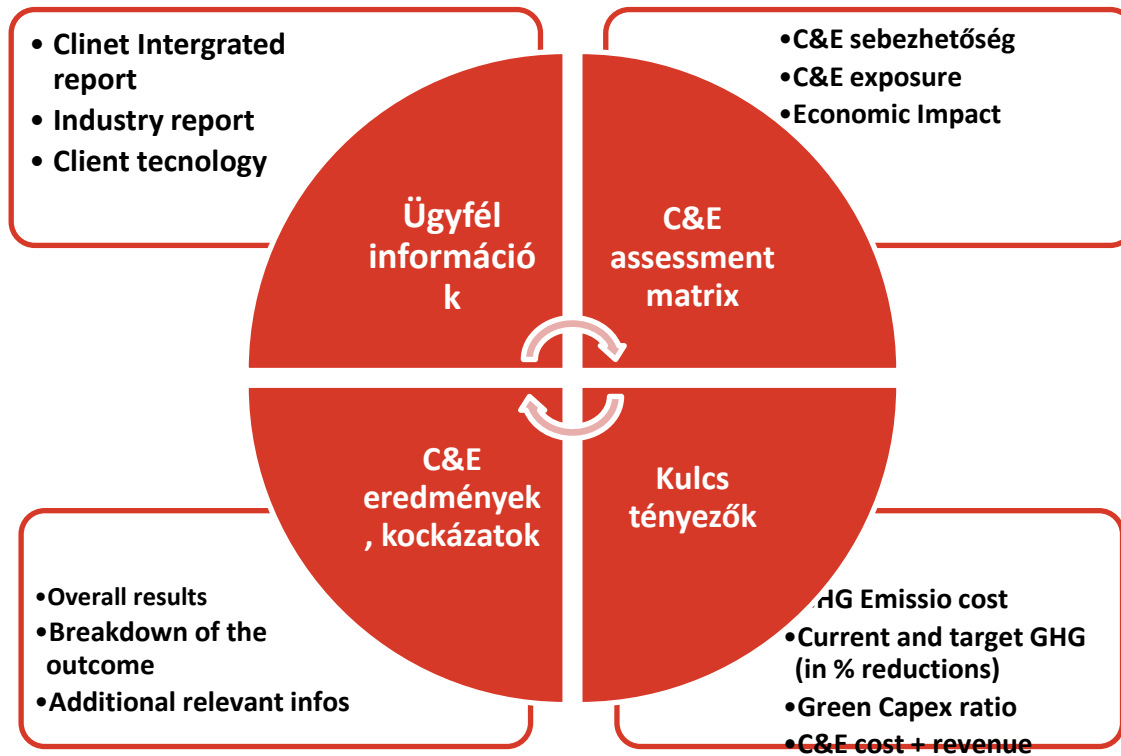 • Clinet Intergrated
report
• Industry report
• Client tecnology
•C&E sebezhetőség
•C&E exposure
•Economic Impact
Ügyfél
információ
k
C&E
assessment
matrix
C&E
eredmények
, kockázatok
Kulcs
tényezők
•Overall results
•Breakdown of the
outcome
•Additional relevant infos
HG Emissio cost
•Current and target GHG
(in % reductions)
•Green Capex ratio
•C&E cost + revenue